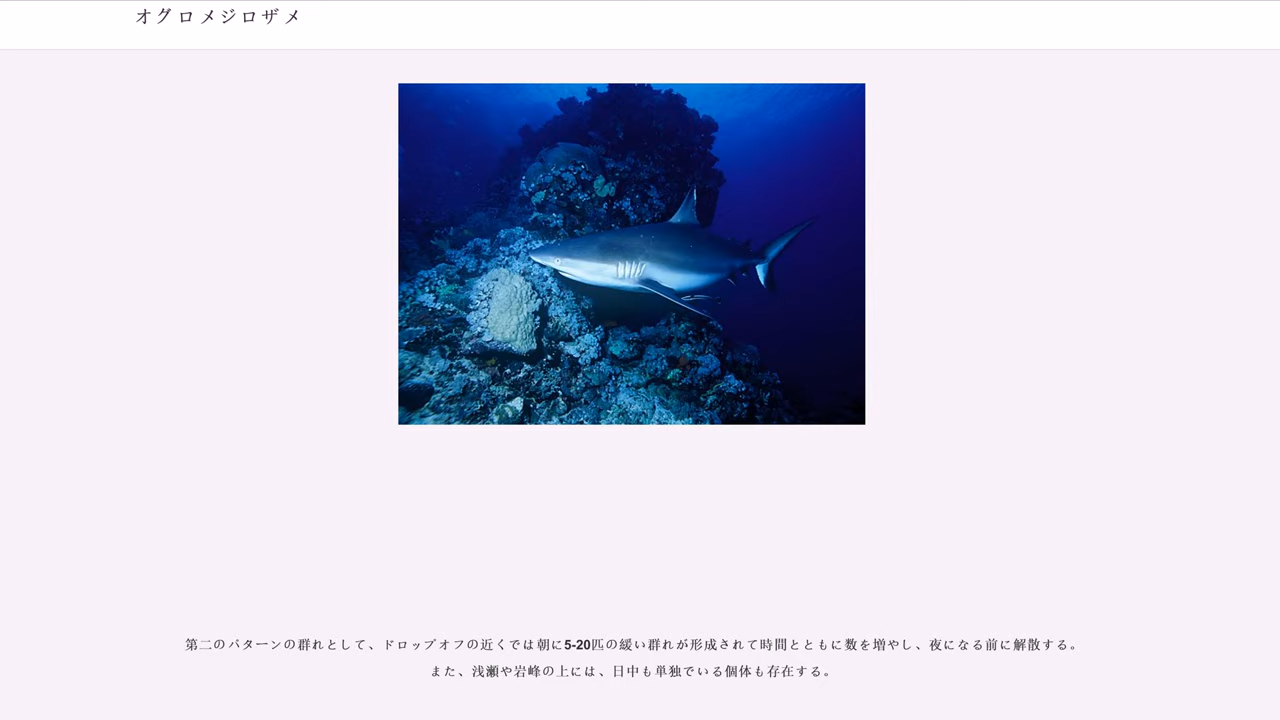 オグロメジロザメ
第二のパターンの群れとして、ドロップオフの近くでは朝に5-20匹の緩い群れが形成されて時間とともに数を増やし、夜になる前に解散する。
また、浅瀬や岩峰の上には、日中も単独でいる個体も存在する。